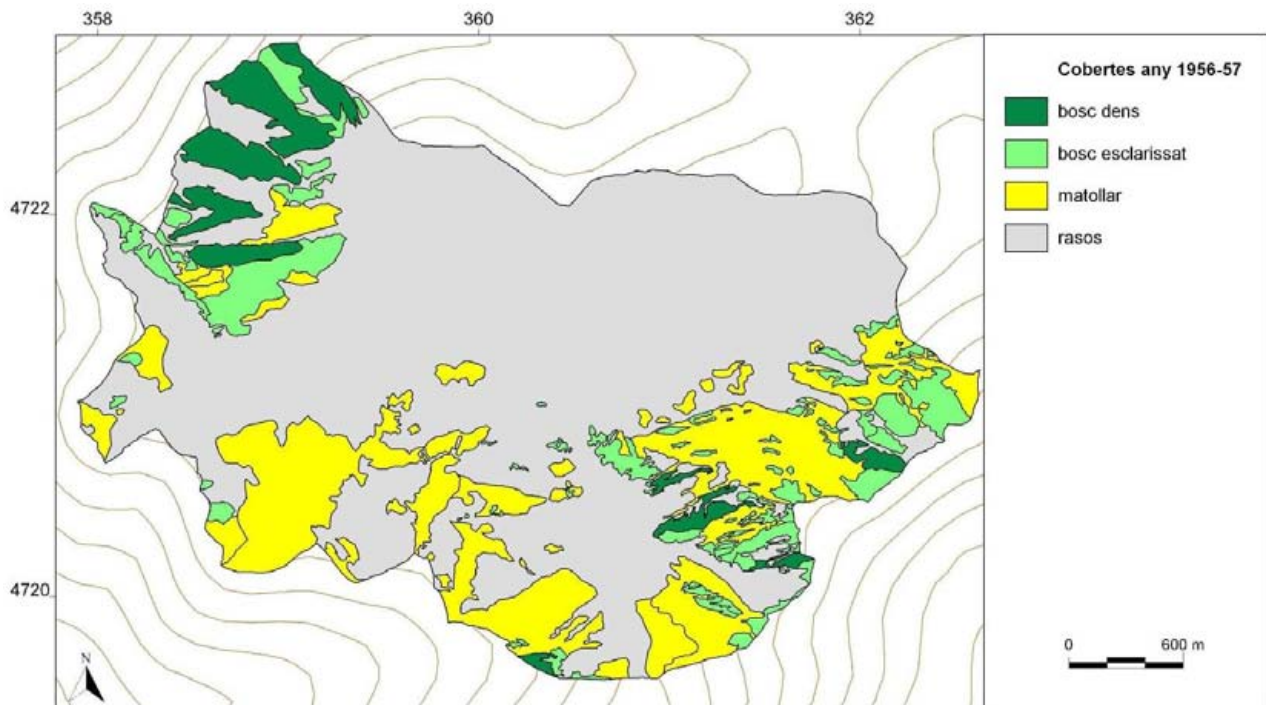 358
360
362
4722
4720
Cobertes any 1956-57
bosc dens
bosc esclarissat
matollar
rasos
N
0
600 m